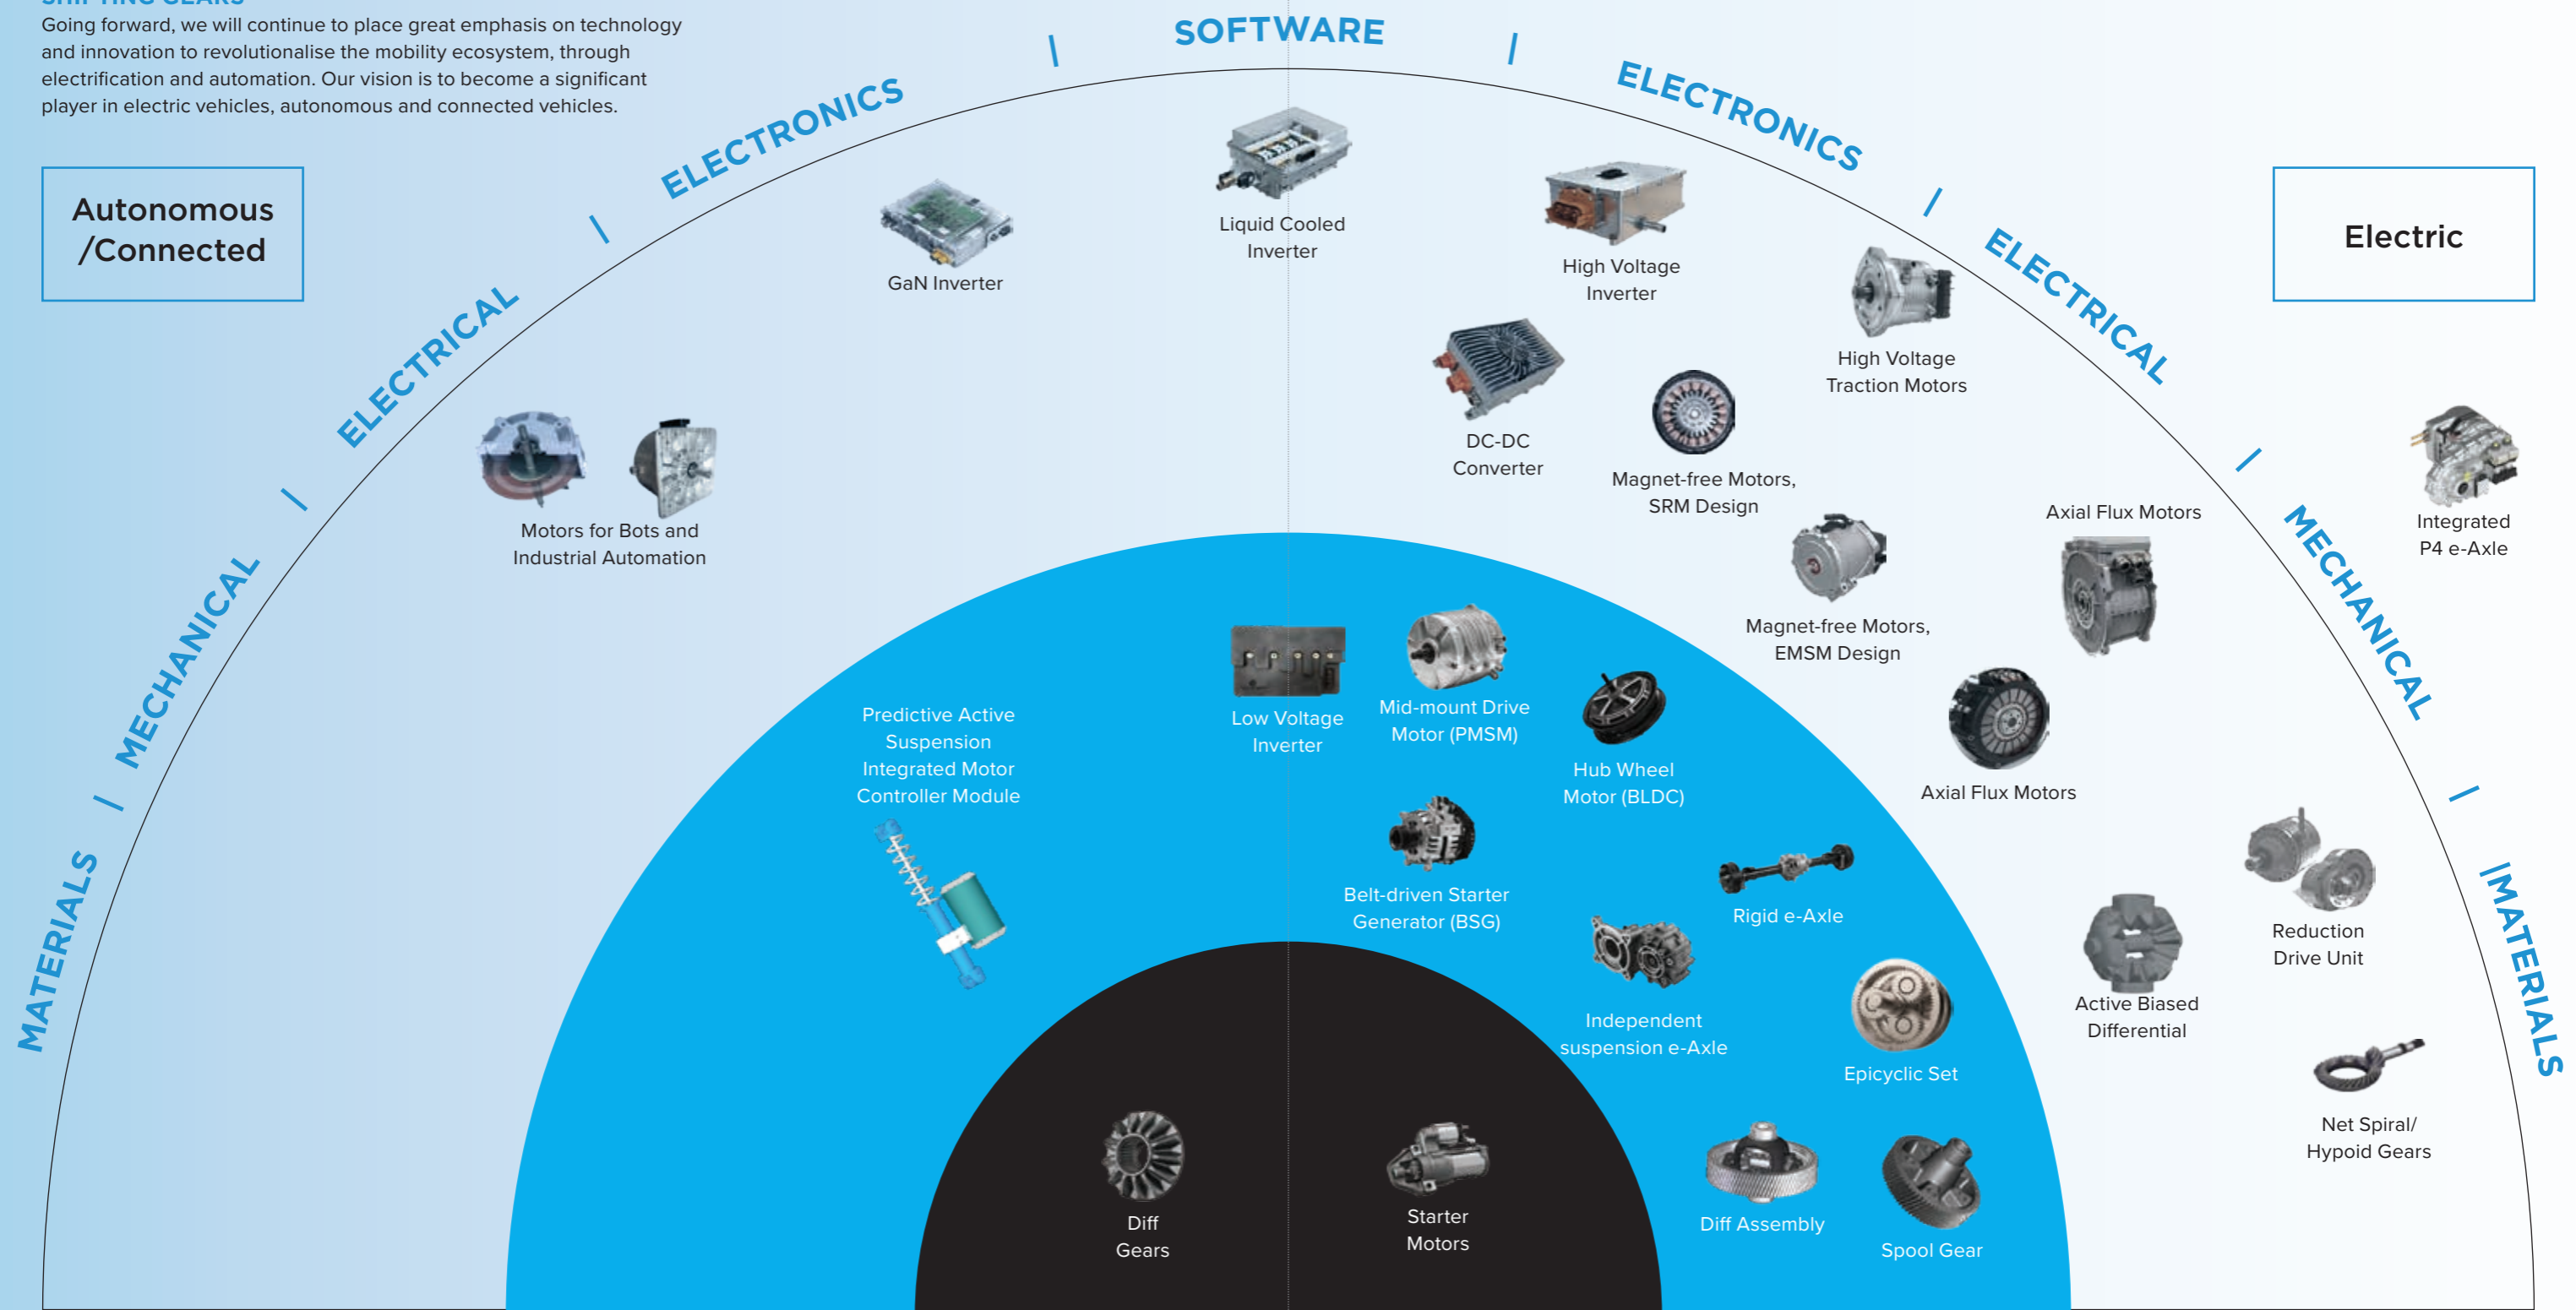 SHIFTING GEARS
Going forward, we will continue to place great emphasis on technology
and innovation to revolutionalise the mobility ecosystem, through
electrification and automation. Our vision is to become a significant
player in electric vehicles, autonomous and connected vehicles.
Autonomous
/Connected
Electric
MATERIALS
|
MECHANICAL
|
ELECTRICAL
|
ELECTRONICS
|
SOFTWARE
|
ELECTRONICS
|
ELECTRICAL
|
MECHANICAL
|
|MATERIALS
GaN Inverter
Liquid Cooled
Inverter
High Voltage
Inverter
High Voltage
Traction Motors
DC-DC
Converter
Magnet-free Motors,
SRM Design
Motors for Bots and
Industrial Automation
Axial Flux Motors
Integrated
P4 e-Axle
Magnet-free Motors,
EMSM Design
Axial Flux Motors
Reduction
Drive Unit
Active Biased
Differential
Net Spiral/
Hypoid Gears
Predictive Active
Suspension
Integrated Motor
Controller Module
Low Voltage
Inverter
Mid-mount Drive
Motor (PMSM)
Hub Wheel
Motor (BLDC)
Belt-driven Starter
Generator (BSG)
Rigid e-Axle
Independent
suspension e-Axle
Epicyclic Set
Diff Assembly
Spool Gear
Diff
Gears
Starter
Motors